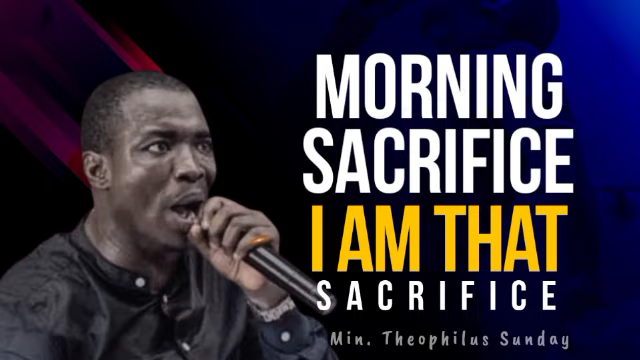 MORNING
SACRIFICE
I AM THAT
SACRIFICE
Min. Theophilus Sunday